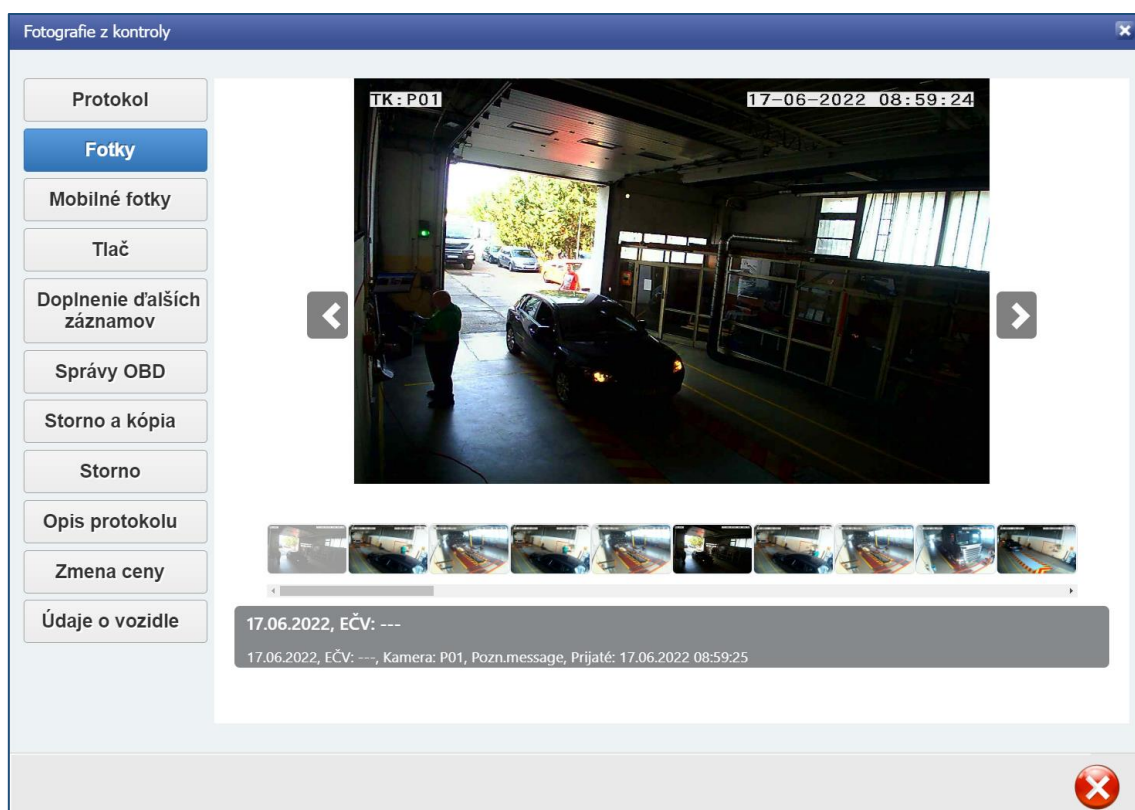 Fotografie z kontroly
Protokol
Fotky
Mobilné fotky
Tlač
Doplnenie ďalších
záznamov
Správy OBD
Storno a kópia
Storno
Opis protokolu
Zmena ceny
Údaje o vozidle
TK:P01
17-06-2022 08:59:24
17.06.2022, EČV: ---
17.06.2022, EČV: ---, Kamera: P01, Pozn.message, Prijaté: 17.06.2022 08:59:25